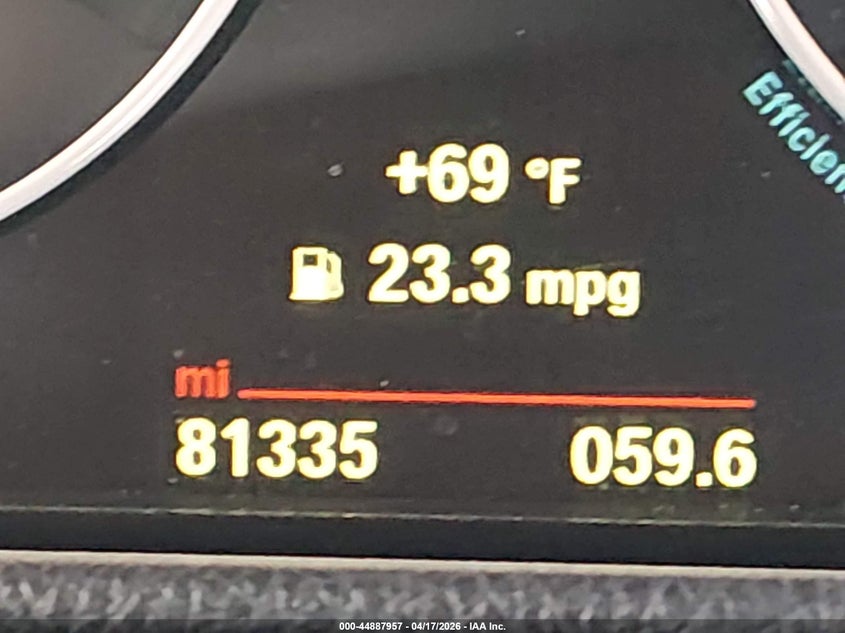 Efficien
+69 °F
23.3 mpg
mi
81335 059.6
000-44887957 - 04/17/2026 - IAA Inc.